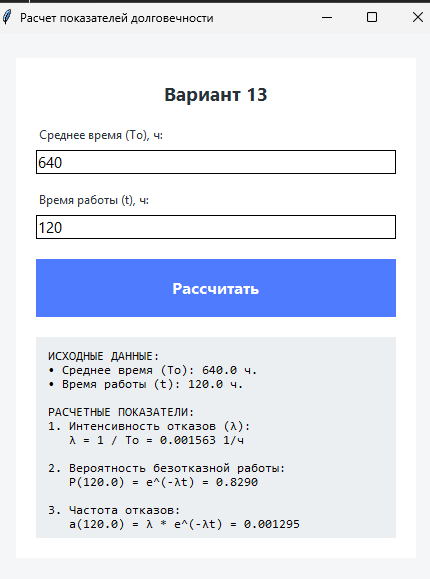 Расчет показателей долговечности
Вариант 13
Среднее время (To), ч:
640
Время работы (t), ч:
120
Рассчитать
ИСХОДНЫЕ ДАННЫЕ:
• Среднее время (To): 640.0 ч.
• Время работы (t): 120.0 ч.
РАСЧЕТНЫЕ ПОКАЗАТЕЛИ:
1. Интенсивность отказов (λ):
λ = 1 / To = 0.001563 1/ч
2. Вероятность безотказной работы:
P(120.0) = e^(-λt) = 0.8290
3. Частота отказов:
a(120.0) = λ * e^(-λt) = 0.001295